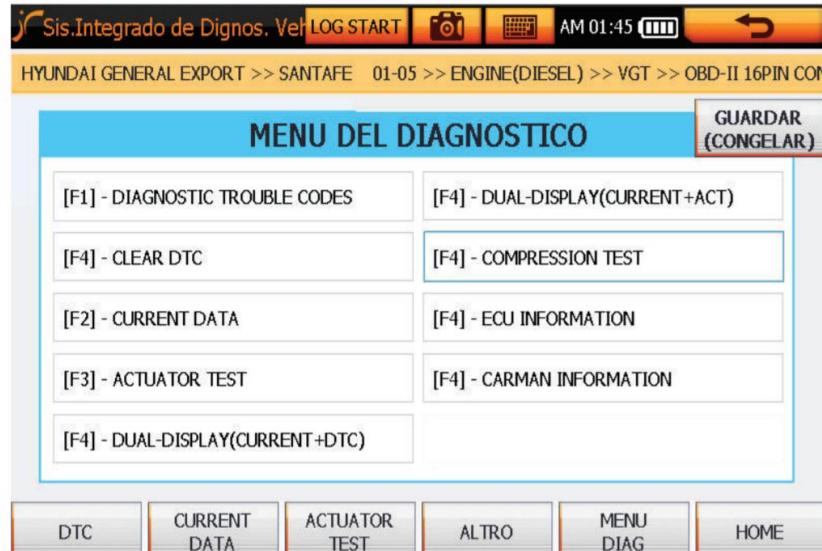 Sis.Integrado de Dignos. Veh
LOG START
AM 01:45
HYUNDAI GENERAL EXPORT >> SANTAFE 01-05 >> ENGINE(DIESEL) >> VGT >> OBD-II 16PIN CON
MENU DEL DIAGNOSTICO
GUARDAR
(CONGELAR)
[F1] - DIAGNOSTIC TROUBLE CODES
[F4] - DUAL-DISPLAY(CURRENT+ACT)
[F4] - CLEAR DTC
[F4] - COMPRESSION TEST
[F2] - CURRENT DATA
[F4] - ECU INFORMATION
[F3] - ACTUATOR TEST
[F4] - CARMAN INFORMATION
[F4] - DUAL-DISPLAY(CURRENT+DTC)
DTC
CURRENT
DATA
ACTUATOR
TEST
ALTRO
MENU
DIAG
HOME